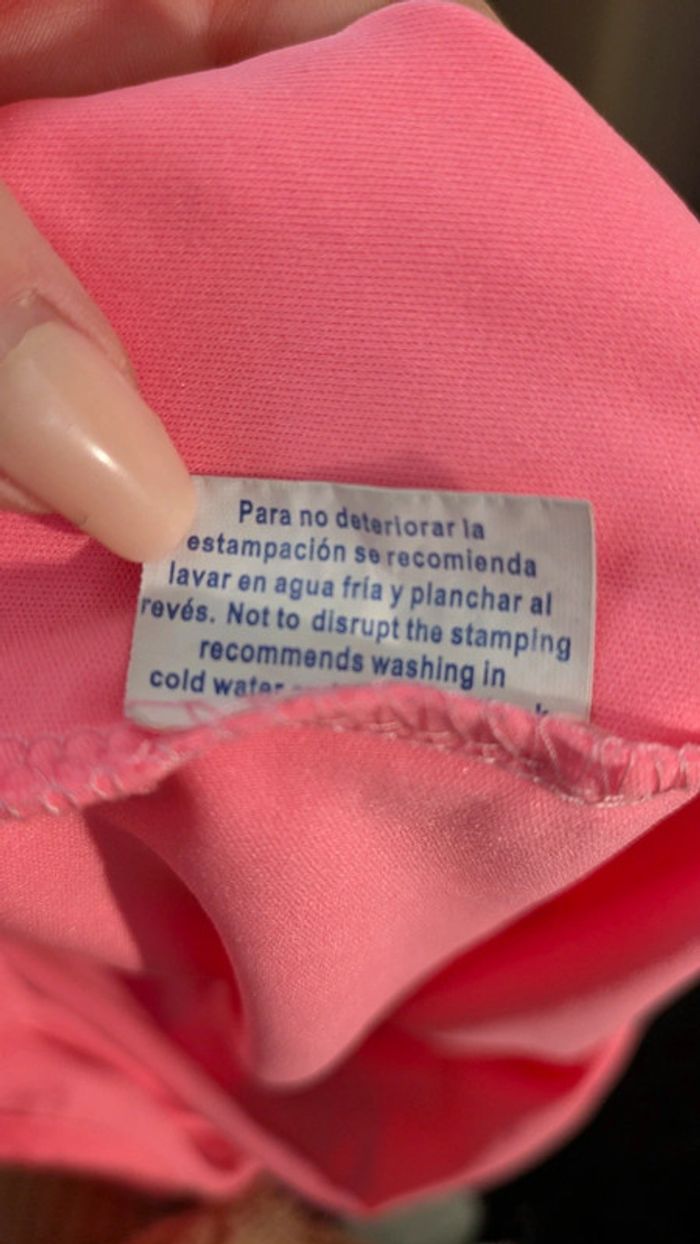 Para no deteriorar la
estampación se recomienda
lavar en agua fría y planchar al
revés. Not to disrupt the stamping
recommends washing in
cold water